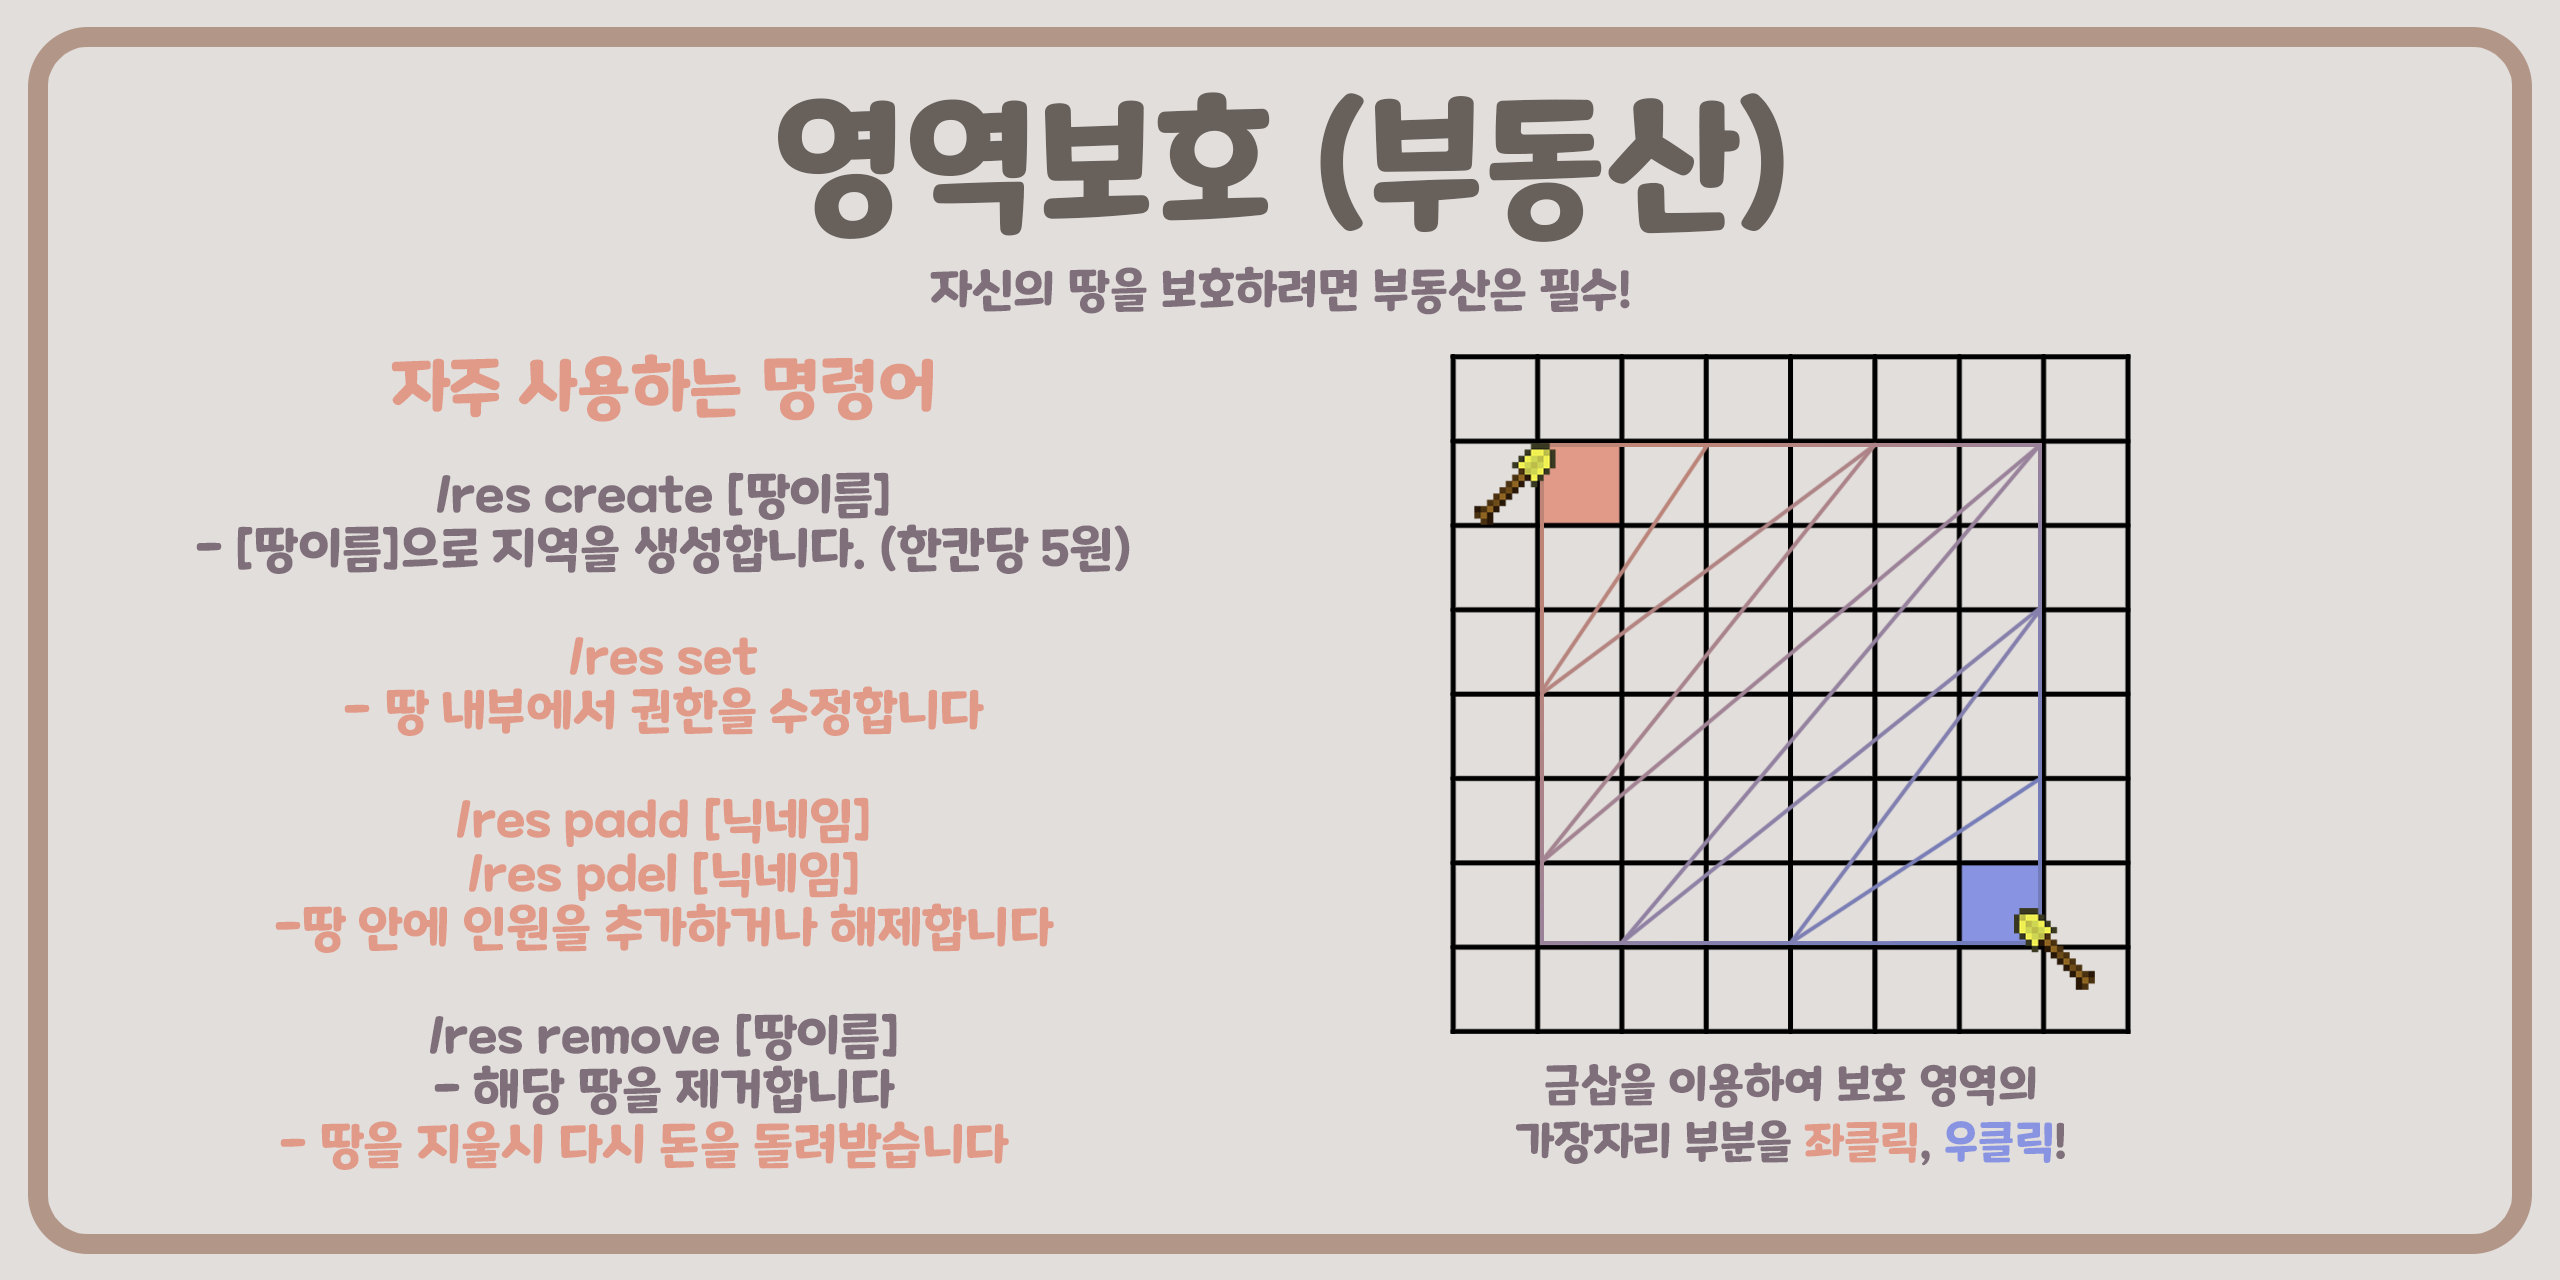 영역보호 (부동산)
자신의 땅을 보호하려면 부동산은 필수!
자주 사용하는 명령어
/res create [땅이름]
- [땅이름]으로 지역을 생성합니다. (한칸당 5원)
/res set
- 땅 내부에서 권한을 수정합니다
/res padd [닉네임]
/res pdel [닉네임]
-땅 안에 인원을 추가하거나 해제합니다
/res remove [땅이름]
- 해당 땅을 제거합니다
- 땅을 지울시 다시 돈을 돌려받습니다
금삽을 이용하여 보호 영역의
가장자리 부분을 좌클릭, 우클릭!